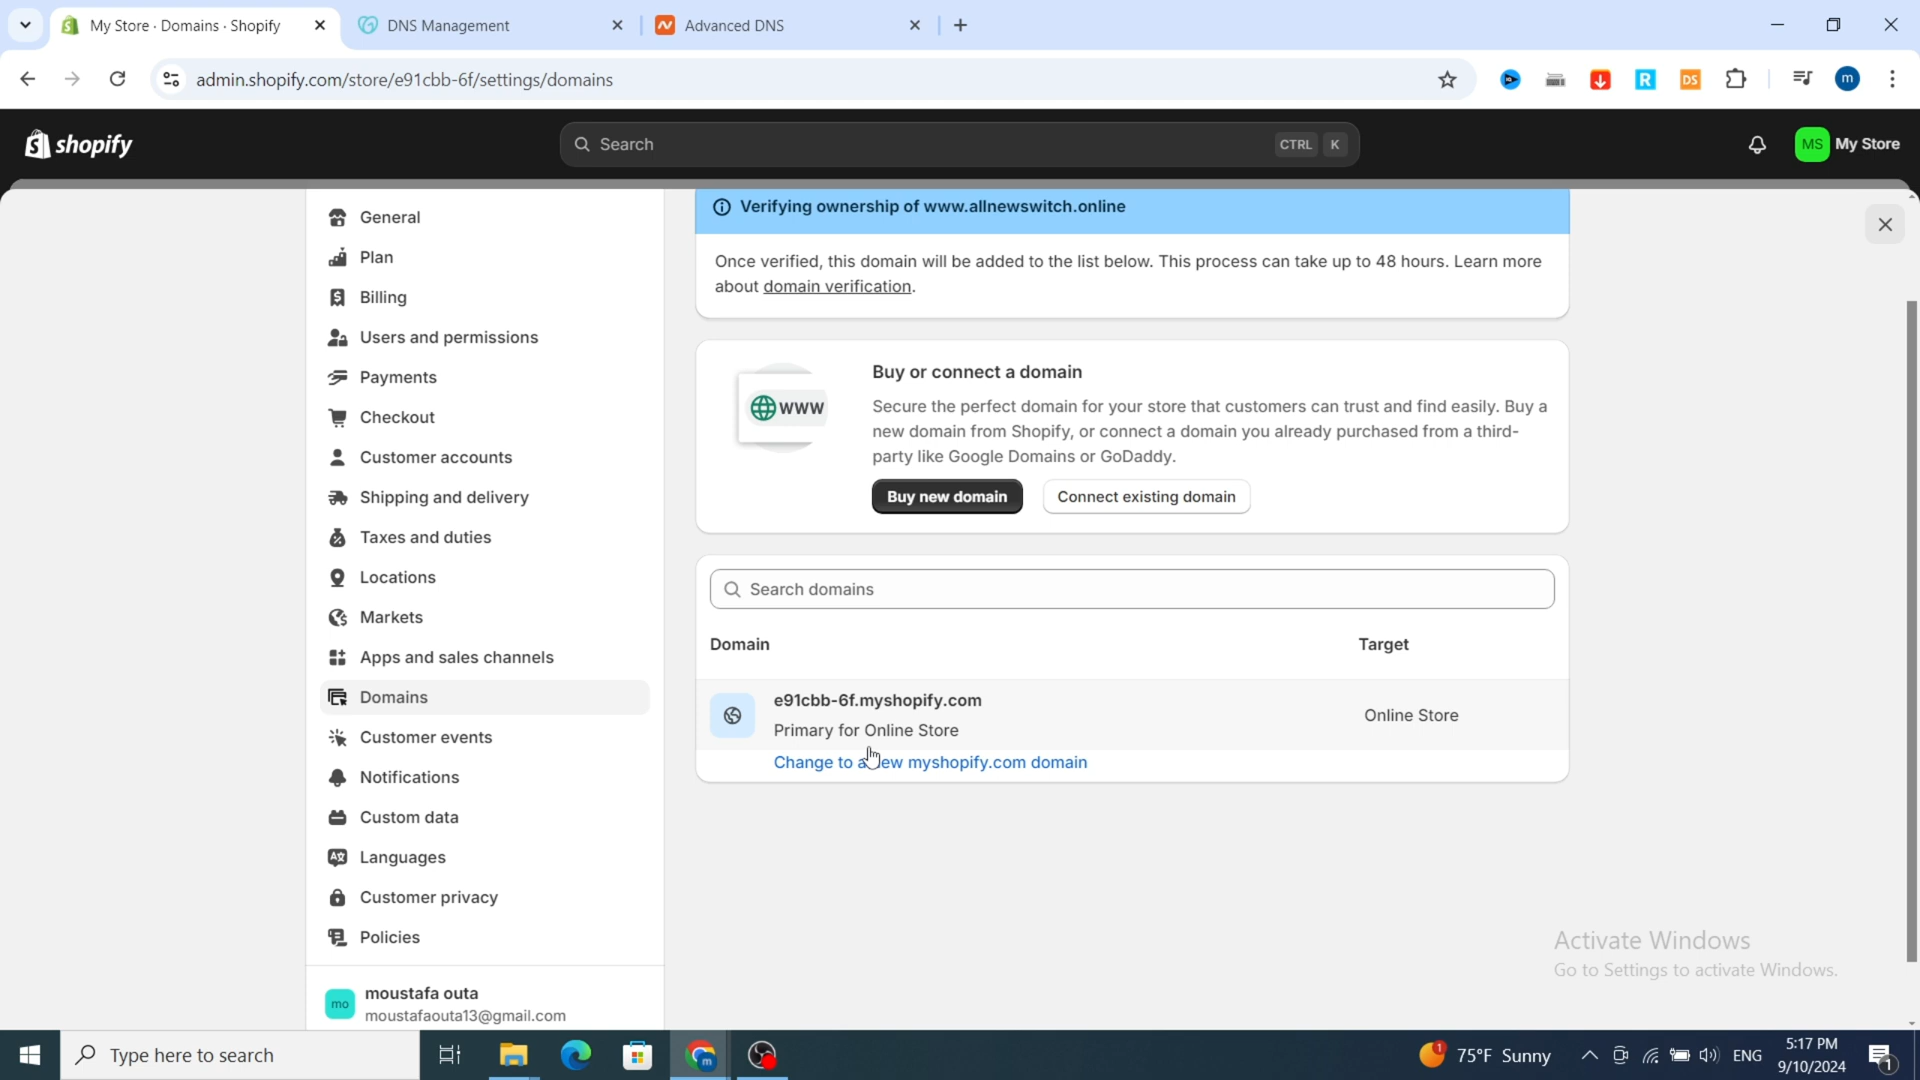 My Store · Domains · Shopify
DNS Management
Advanced DNS
admin.shopify.com/store/e91cbb-6f/settings/domains
R
DS
m
shopify
Search
CTRL K
MS My Store
General
Plan
Billing
Users and permissions
Payments
Checkout
Customer accounts
Shipping and delivery
Taxes and duties
Locations
Markets
Apps and sales channels
Domains
Customer events
Notifications
Custom data
Languages
Customer privacy
Policies
mo
moustafa outa
moustafaouta13@gmail.com
Verifying ownership of www.allnewswitch.online
Once verified, this domain will be added to the list below. This process can take up to 48 hours. Learn more
about domain verification.
www
Buy or connect a domain
Secure the perfect domain for your store that customers can trust and find easily. Buy a
new domain from Shopify, or connect a domain you already purchased from a third-
party like Google Domains or GoDaddy.
Buy new domain
Connect existing domain
Search domains
Domain
Target
e91cbb-6f.myshopify.com
Primary for Online Store
Online Store
Change to a new myshopify.com domain
Activate Windows
Go to Settings to activate Windows.
Type here to search
m
1
75°F Sunny
ENG
5:17 PM
9/10/2024
1